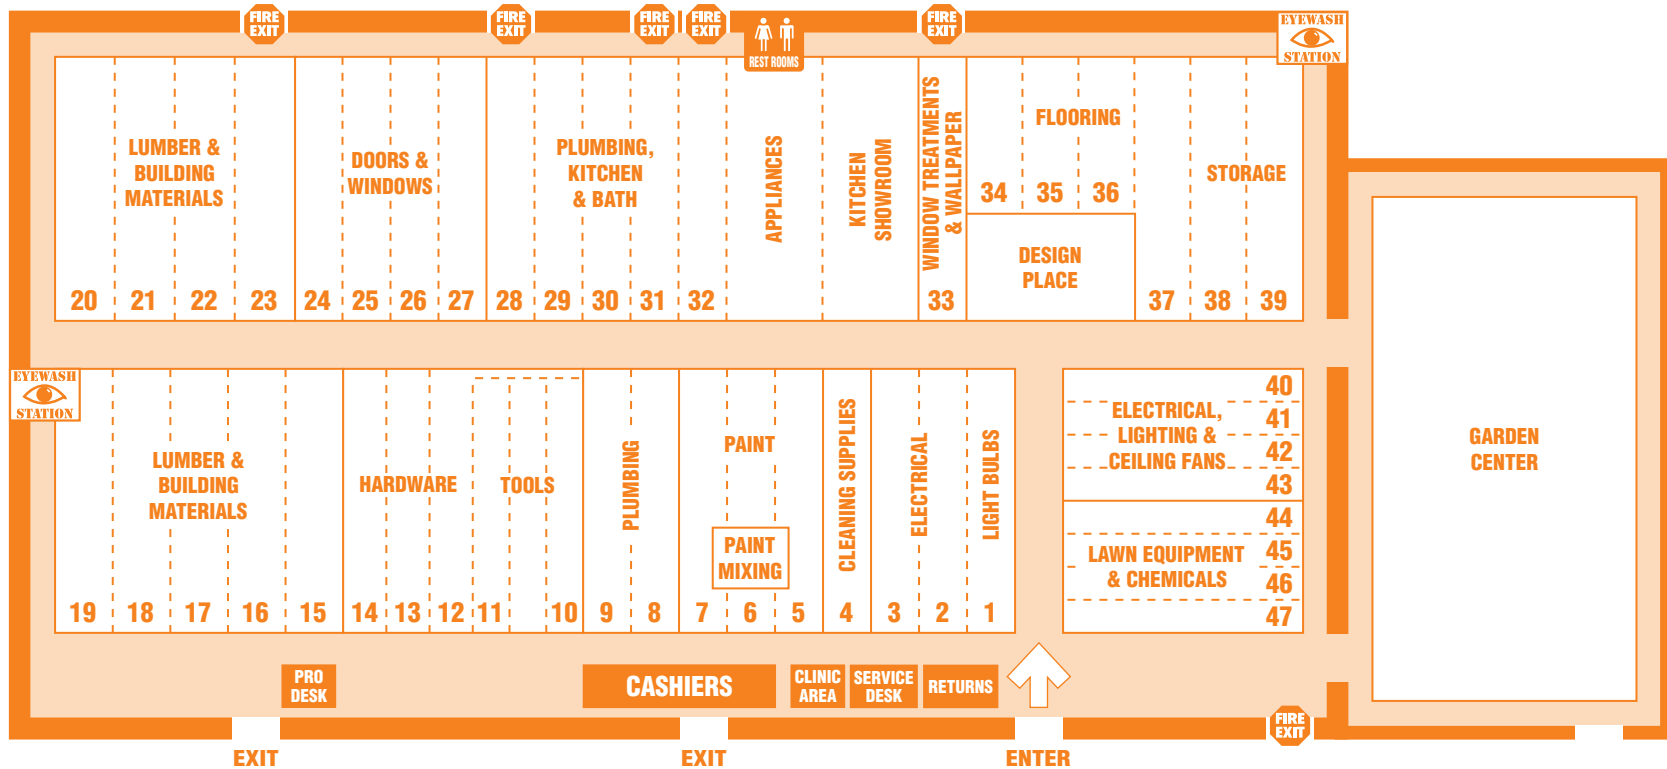 FIRE
EXIT
FIRE
EXIT
FIRE
EXIT
FIRE
EXIT
FIRE
EXIT
REST ROOMS
EYEWASH
STATION
LUMBER &
BUILDING
MATERIALS
DOORS &
WINDOWS
PLUMBING,
KITCHEN
& BATH
APPLIANCES
KITCHEN
SHOWROOM
WINDOW TREATMENTS
& WALLPAPER
FLOORING
34 35 36
STORAGE
DESIGN
PLACE
20 21 22 23 24 25 26 27 28 29 30 31 32 33 37 38 39
EYEWASH
STATION
LUMBER &
BUILDING
MATERIALS
HARDWARE
TOOLS
PLUMBING
PAINT
PAINT
MIXING
CLEANING SUPPLIES
ELECTRICAL
LIGHT BULBS
19 18 17 16 15 14 13 12 11 10 9 8 7 6 5 4 3 2 1
ELECTRICAL,
LIGHTING &
CEILING FANS
40
41
42
43
LAWN EQUIPMENT
& CHEMICALS
44
45
46
47
GARDEN
CENTER
PRO
DESK
CASHIERS
CLINIC
AREA
SERVICE
DESK
RETURNS
FIRE
EXIT
EXIT
EXIT
ENTER